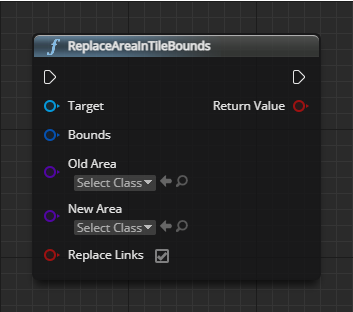 ReplaceAreaInTileBounds
Target
Return Value
Bounds
Old Area
Select Class
New Area
Select Class
Replace Links